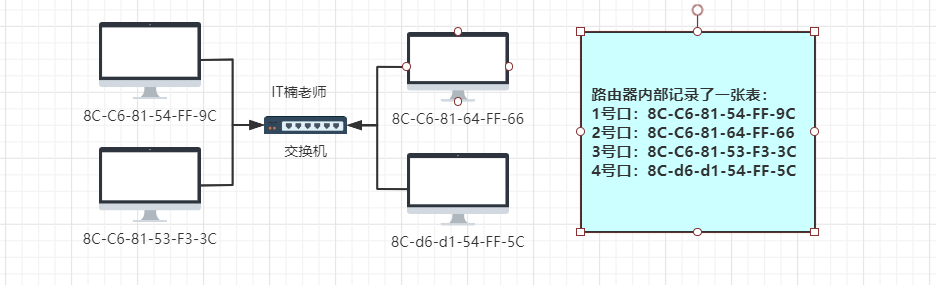 IT楠老师
8C-C6-81-54-FF-9C
交换机
8C-C6-81-53-F3-3C
8C-C6-81-64-FF-66
8C-d6-d1-54-FF-5C
路由器内部记录了一张表：
1号口：8C-C6-81-54-FF-9C
2号口：8C-C6-81-64-FF-66
3号口：8C-C6-81-53-F3-3C
4号口：8C-d6-d1-54-FF-5C